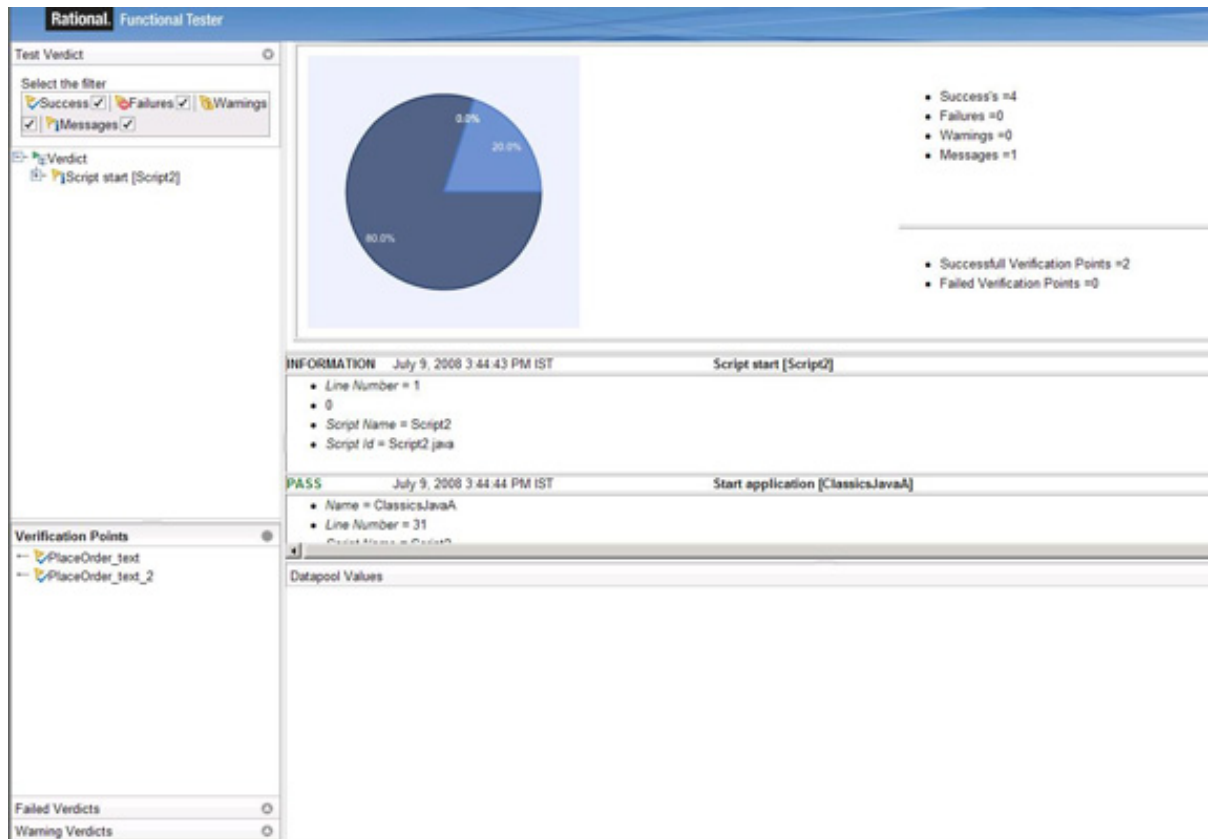 Rational. Functional Tester
Test Verdict
Select the filter
Success | Failures | Warnings
| Messages
Verdict
Script start [Script2]
0.0%
20.0%
80.0%
Success's =4
Failures =0
Warnings =0
Messages =1
Successfull Verification Points =2
Failed Verification Points =0
INFORMATION July 9, 2008 3:44:43 PM IST Script start [Script2]
Line Number = 1
0
Script Name = Script2
Script Id = Script2.java
PASS July 9, 2008 3:44:44 PM IST Start application [ClassicsJavaA]
Name = ClassicsJavaA
Line Number = 31
Script Name = Script2
Verification Points
PlaceOrder_text
PlaceOrder_text_2
Datapool Values
Failed Verdicts
Warning Verdicts